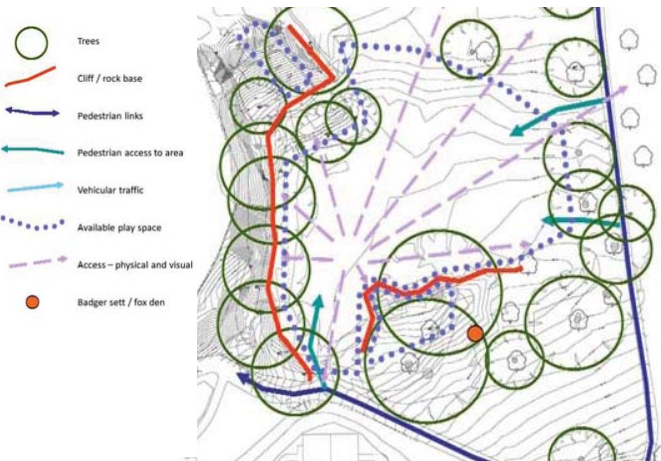 Trees
Cliff / rock base
Pedestrian links
Pedestrian access to area
Vehicular traffic
Available play space
Access – physical and visual
Badger sett / fox den